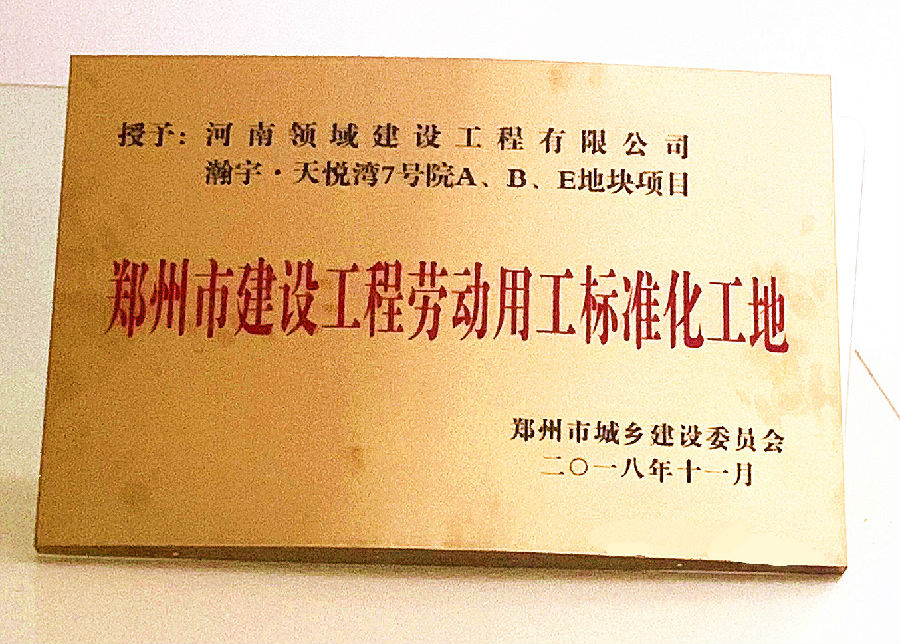 授予：河南领域建设工程有限公司
瀚宇·天悦湾7号院A、B、E地块项目
郑州市建设工程劳动用工标准化工地
郑州市城乡建设委员会
二〇一八年十一月